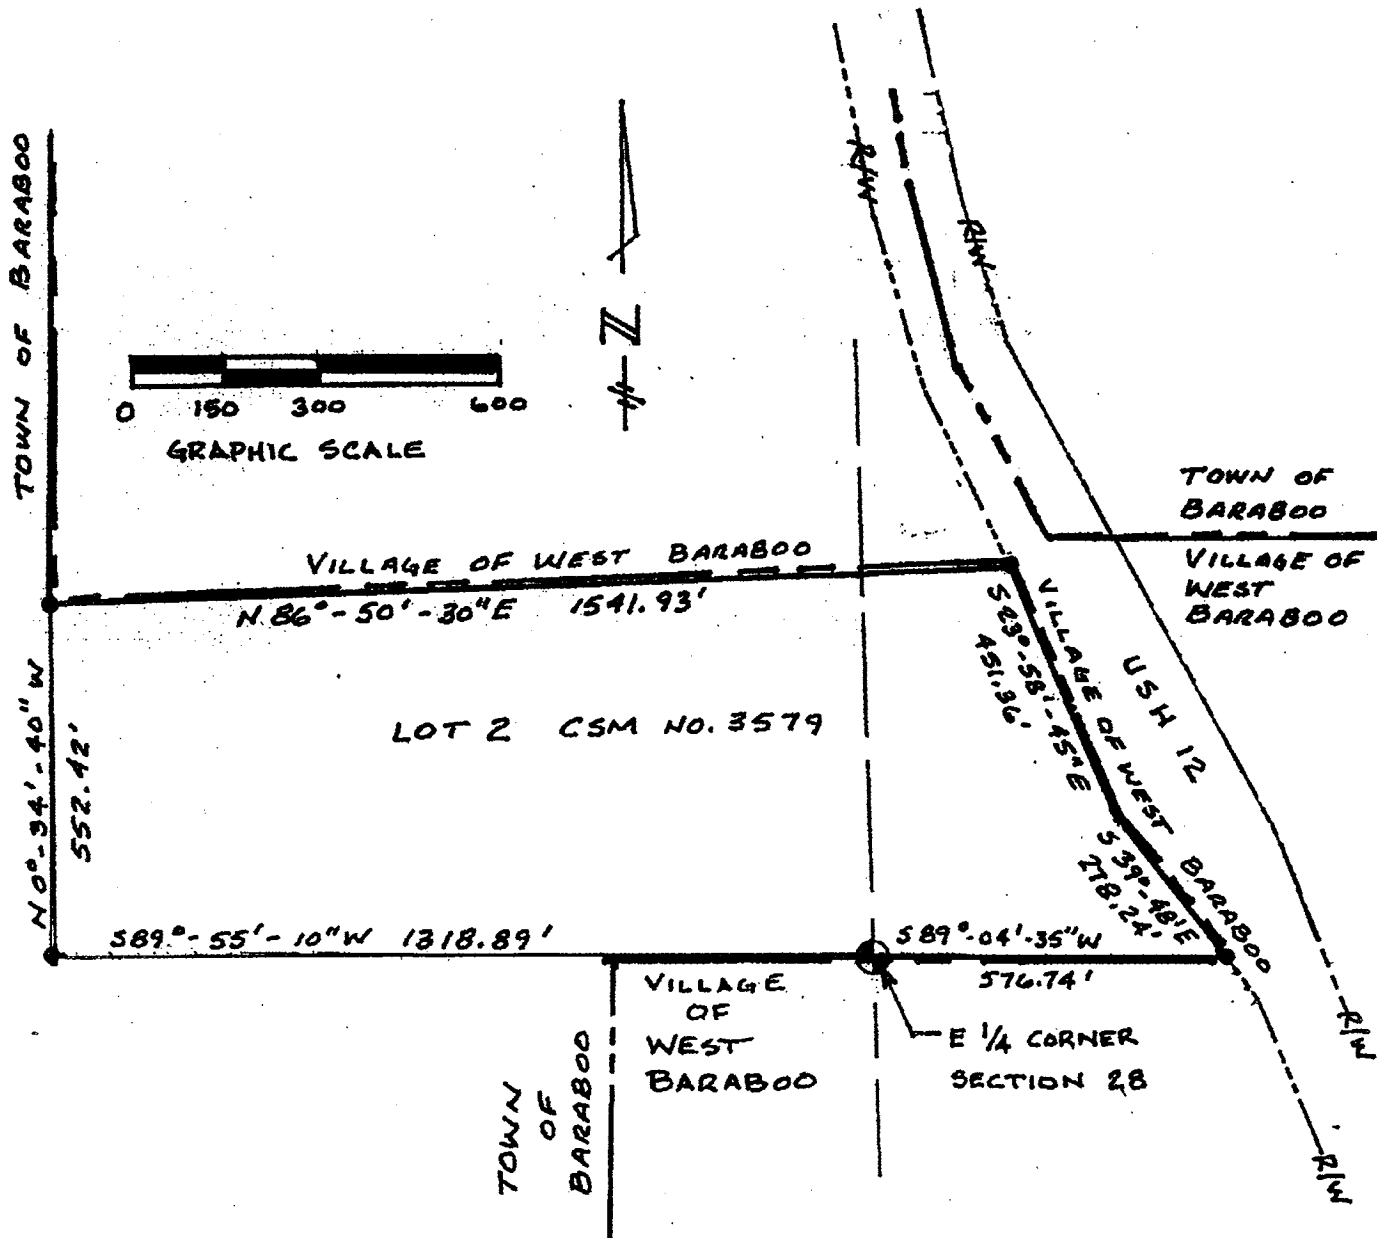 TOWN OF BARABOO
R/W
R/W
N
0 150 300 600
GRAPHIC SCALE
TOWN OF
BARABOO
VILLAGE OF
WEST
BARABOO
VILLAGE OF WEST BARABOO
N 86°-50'-30"E 1541.93'
S 23°-58'-45"E
451.36'
VILLAGE OF WEST BARABOO
USH 12
LOT 2 CSM NO. 3579
N 0°-34'-40" W
552.42'
S 39°-48'E
278.24'
S89°-55'-10"W 1318.89'
S89°-04'-35"W
576.74'
VILLAGE
OF
WEST
BARABOO
E 1/4 CORNER
SECTION 28
TOWN
OF
BARABOO
R/W
R/W